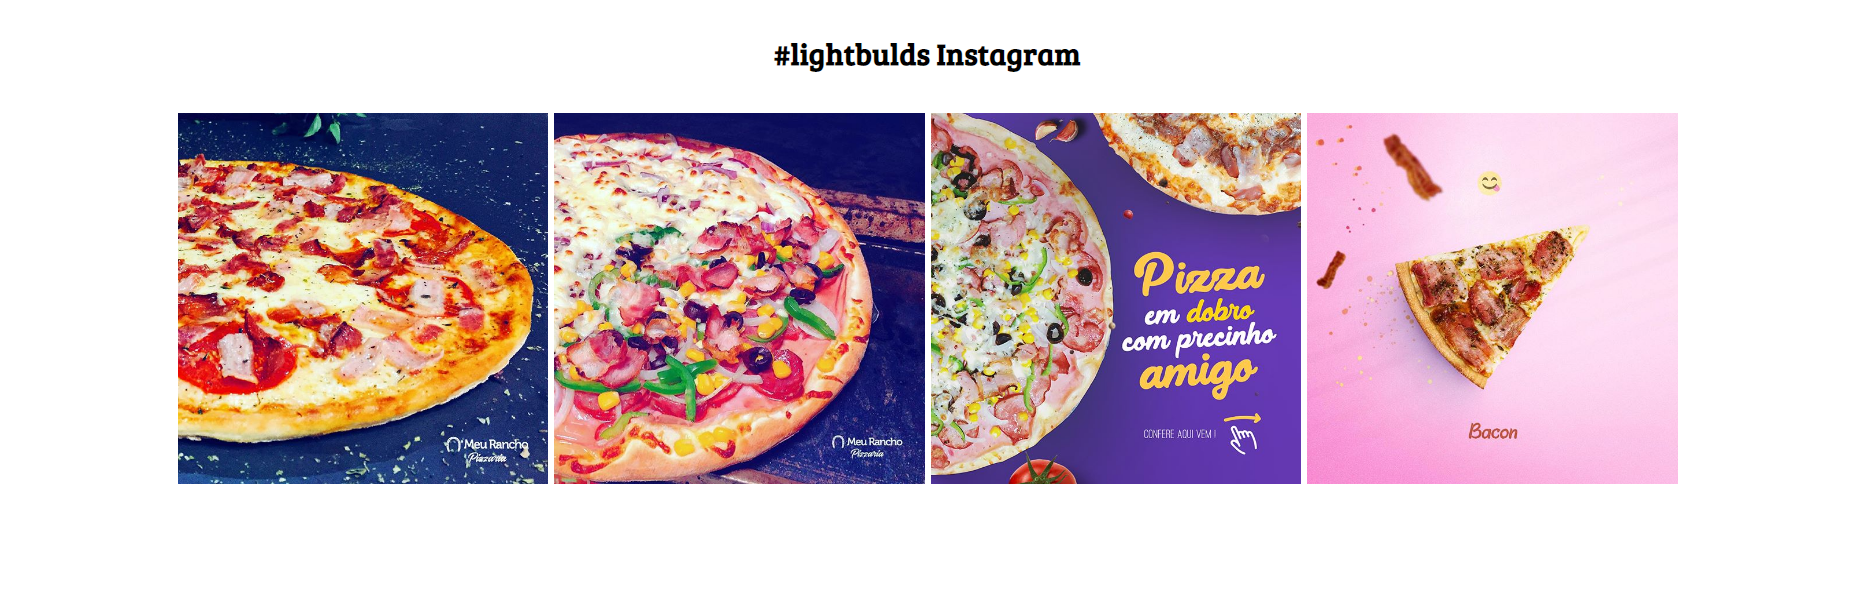 #lightbulds Instagram
Meu Rancho
Pizzaria
Meu Rancho
Pizzaria
Pizza
em dobro
com precinho
amigo
CONFERE AQUI VEM !
Bacon